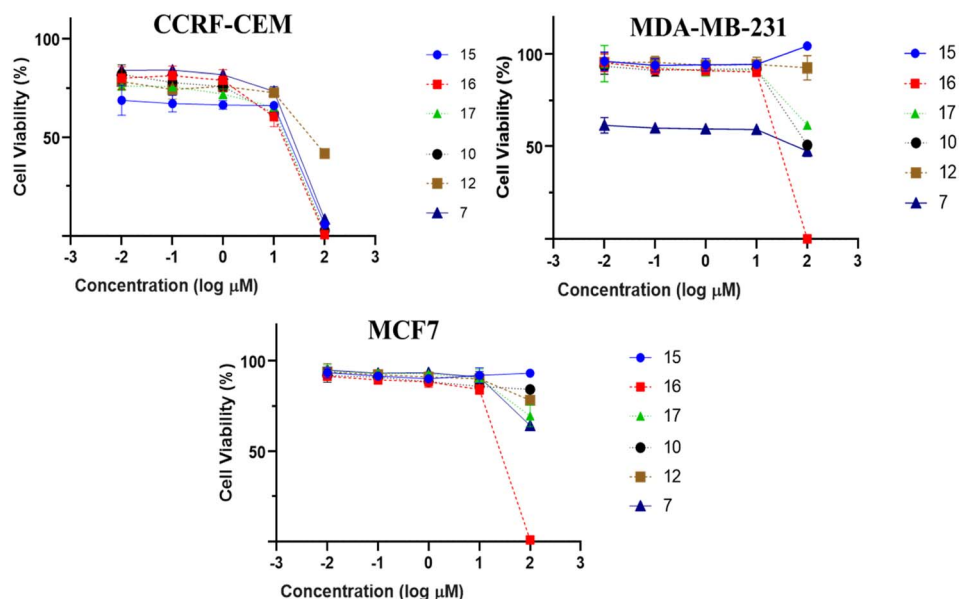 CCRF-CEM
100
50
Cell Viability (%)
-3 -2 -1 0 1 2 3
Concentration (log μM)
15
16
17
10
12
7
MDA-MB-231
100
50
Cell Viability (%)
-3 -2 -1 0 1 2 3
Concentration (log μM)
15
16
17
10
12
7
MCF7
100
50
Cell Viability (%)
-3 -2 -1 0 1 2 3
Concentration (log μM)
15
16
17
10
12
7